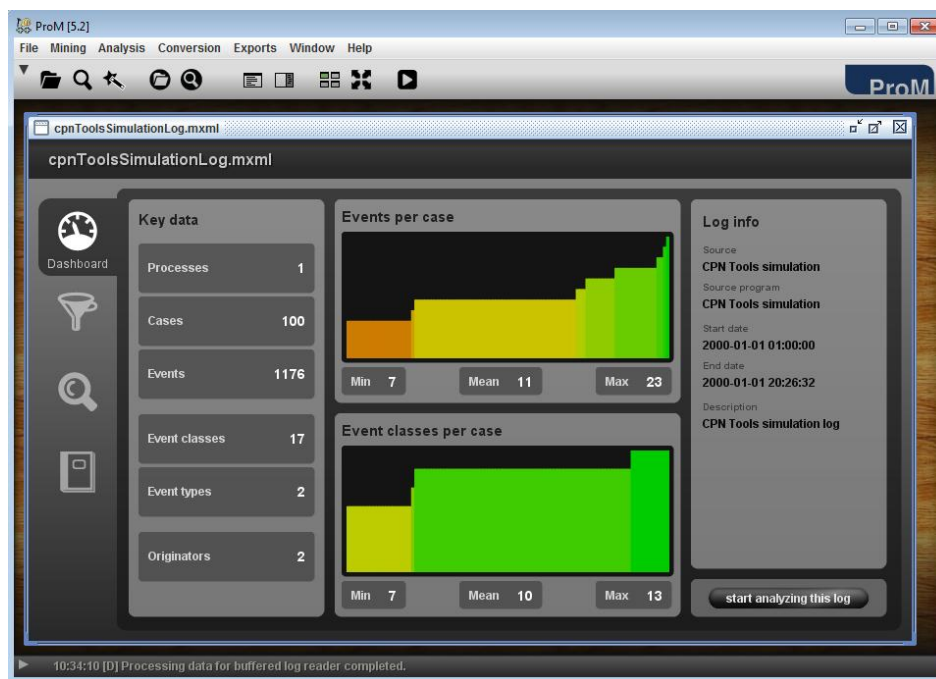 ProM [5.2]
File Mining Analysis Conversion Exports Window Help
ProM
cpnToolsSimulationLog.mxml
cpnToolsSimulationLog.mxml
Dashboard
Key data
Processes 1
Cases 100
Events 1176
Event classes 17
Event types 2
Originators 2
Events per case
Min 7 Mean 11 Max 23
Event classes per case
Min 7 Mean 10 Max 13
Log info
Source
CPN Tools simulation
Source program
CPN Tools simulation
Start date
2000-01-01 01:00:00
End date
2000-01-01 20:26:32
Description
CPN Tools simulation log
start analyzing this log
10:34:10 [D] Processing data for buffered log reader completed.